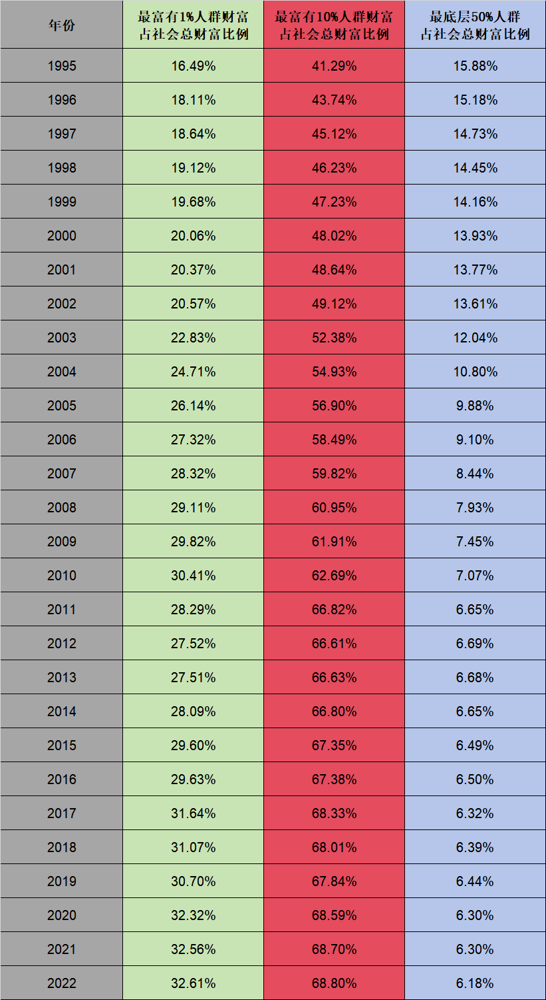 年份 最富有1%人群财富 最富有10%人群财富 最底层50%人群
占社会总财富比例 占社会总财富比例 占社会总财富比例
1995 16.49% 41.29% 15.88%
1996 18.11% 43.74% 15.18%
1997 18.64% 45.12% 14.73%
1998 19.12% 46.23% 14.45%
1999 19.68% 47.23% 14.16%
2000 20.06% 48.02% 13.93%
2001 20.37% 48.64% 13.77%
2002 20.57% 49.12% 13.61%
2003 22.83% 52.38% 12.04%
2004 24.71% 54.93% 10.80%
2005 26.14% 56.90% 9.88%
2006 27.32% 58.49% 9.10%
2007 28.32% 59.82% 8.44%
2008 29.11% 60.95% 7.93%
2009 29.82% 61.91% 7.45%
2010 30.41% 62.69% 7.07%
2011 28.29% 66.82% 6.65%
2012 27.52% 66.61% 6.69%
2013 27.51% 66.63% 6.68%
2014 28.09% 66.80% 6.65%
2015 29.60% 67.35% 6.49%
2016 29.63% 67.38% 6.50%
2017 31.64% 68.33% 6.32%
2018 31.07% 68.01% 6.39%
2019 30.70% 67.84% 6.44%
2020 32.32% 68.59% 6.30%
2021 32.56% 68.70% 6.30%
2022 32.61% 68.80% 6.18%